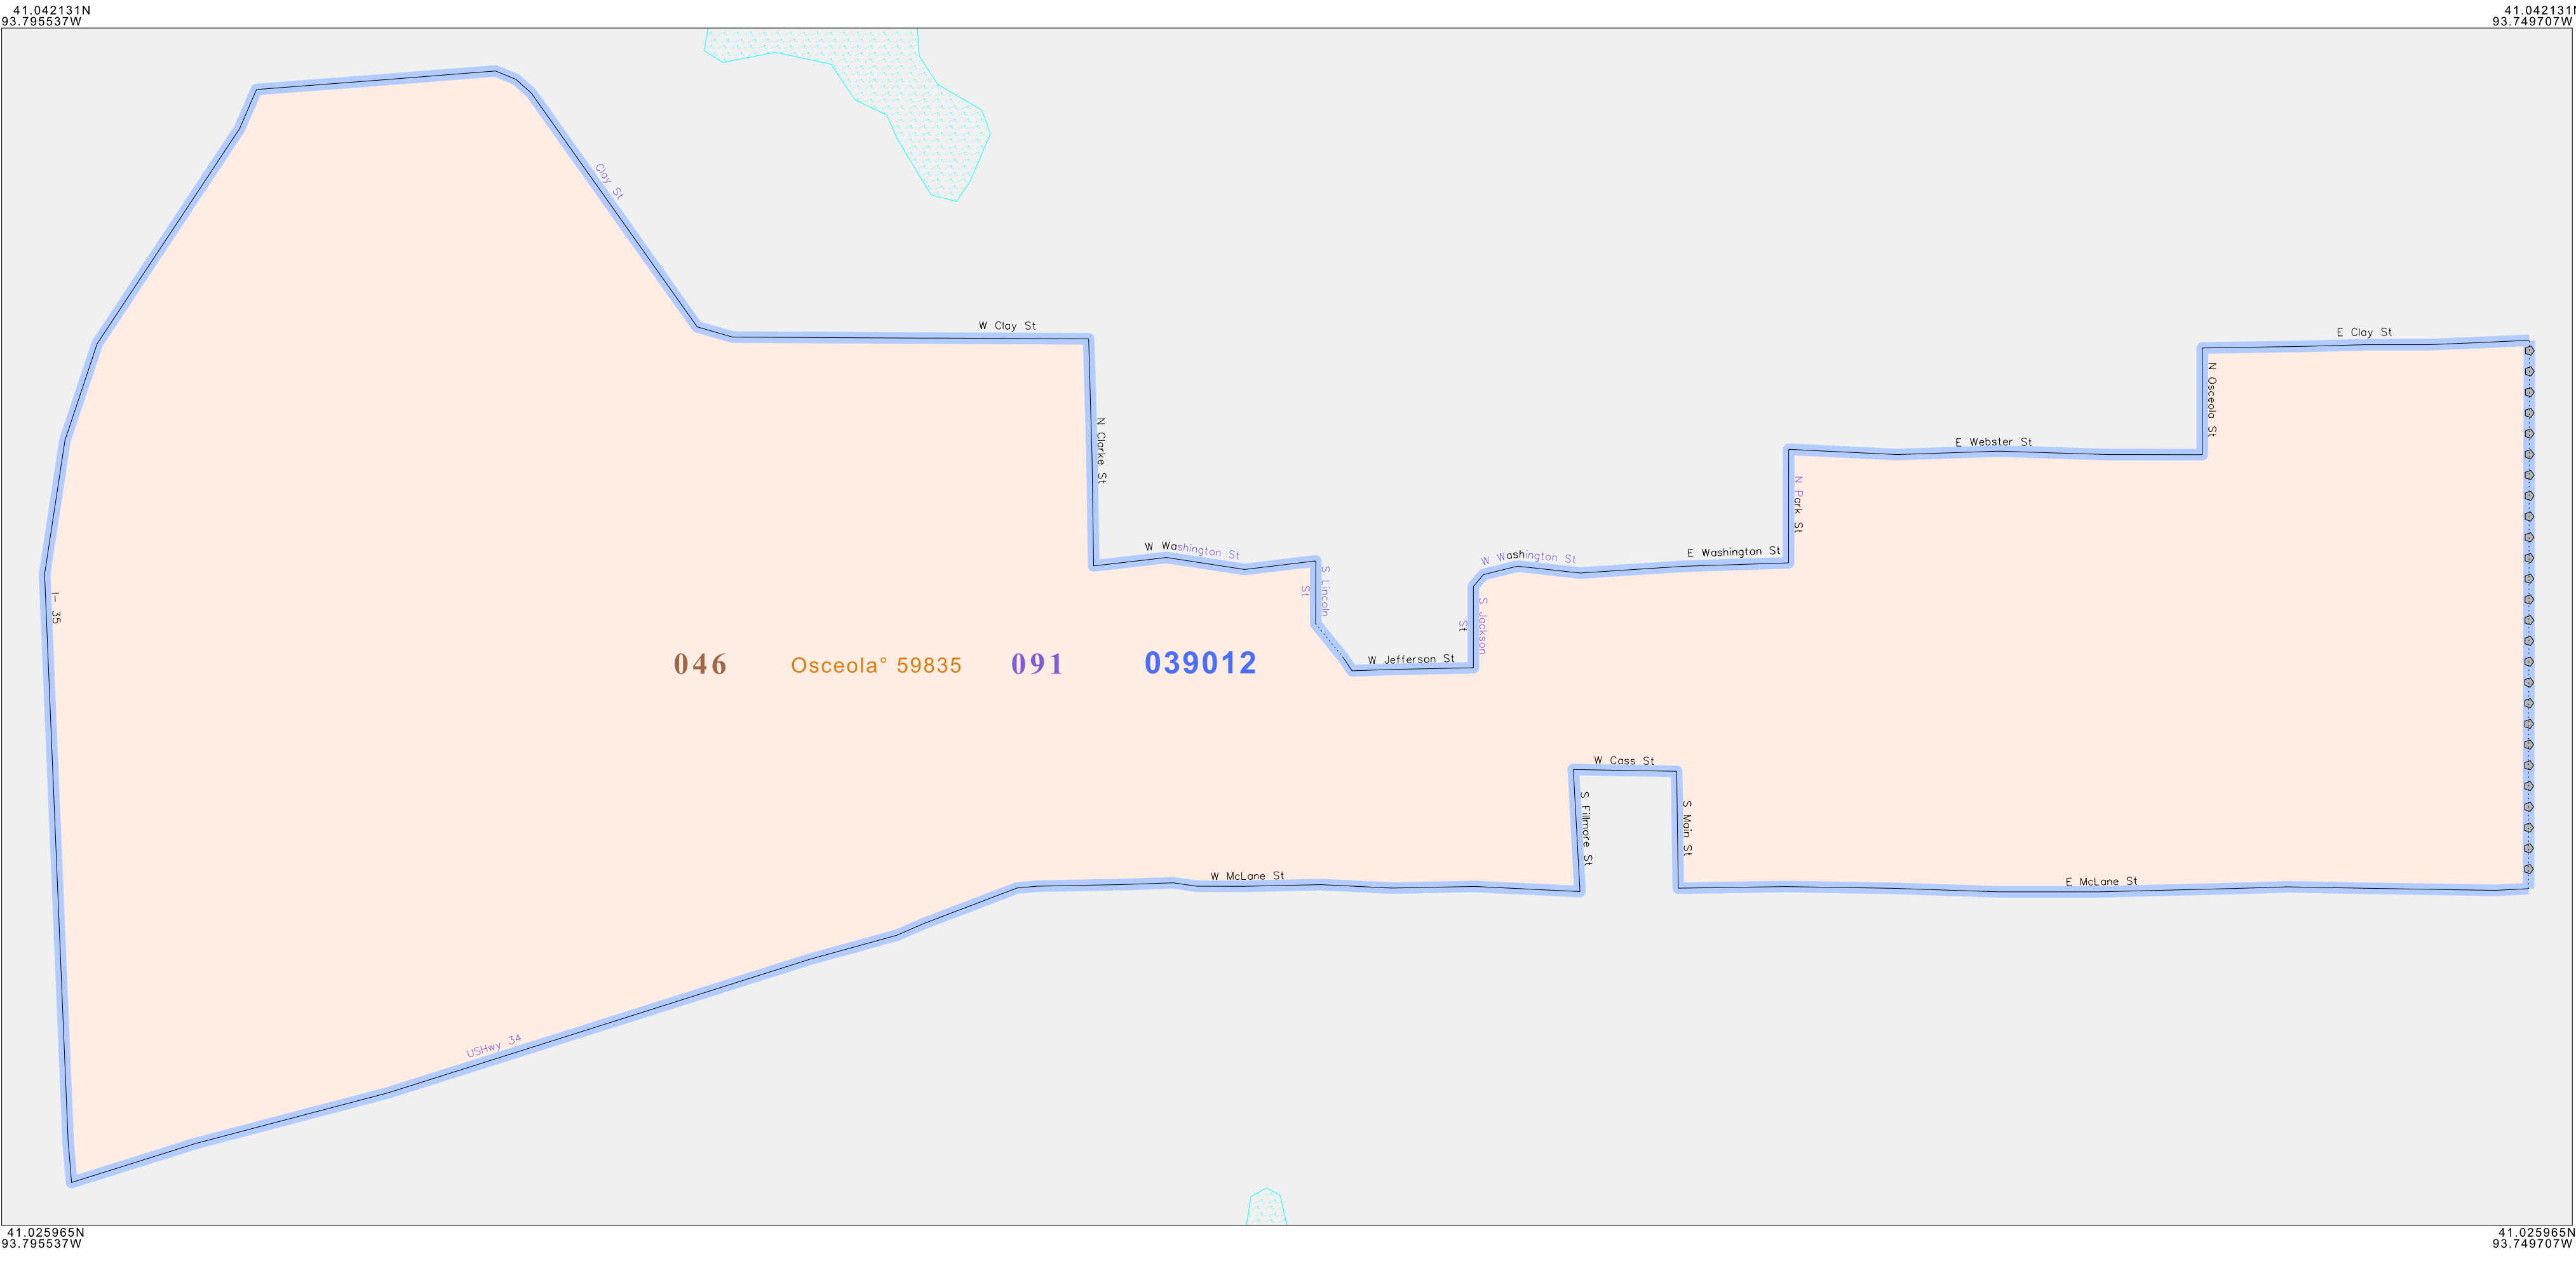 41.042131N
93.795537W
41.042131N
93.749707W
Clay St
W Clay St
E Clay St
N Osceola St
N Clarke St
E Webster St
N Park St
W Washington St
S Lincoln
St
W Washington St
E Washington St
I- 35
S Jackson
St
W Jefferson St
046 Osceola° 59835 091 039012
W Cass St
S Fillmore St
S Main St
W McLane St
E McLane St
USHwy 34
41.025965N
93.795537W
41.025965N
93.749707W